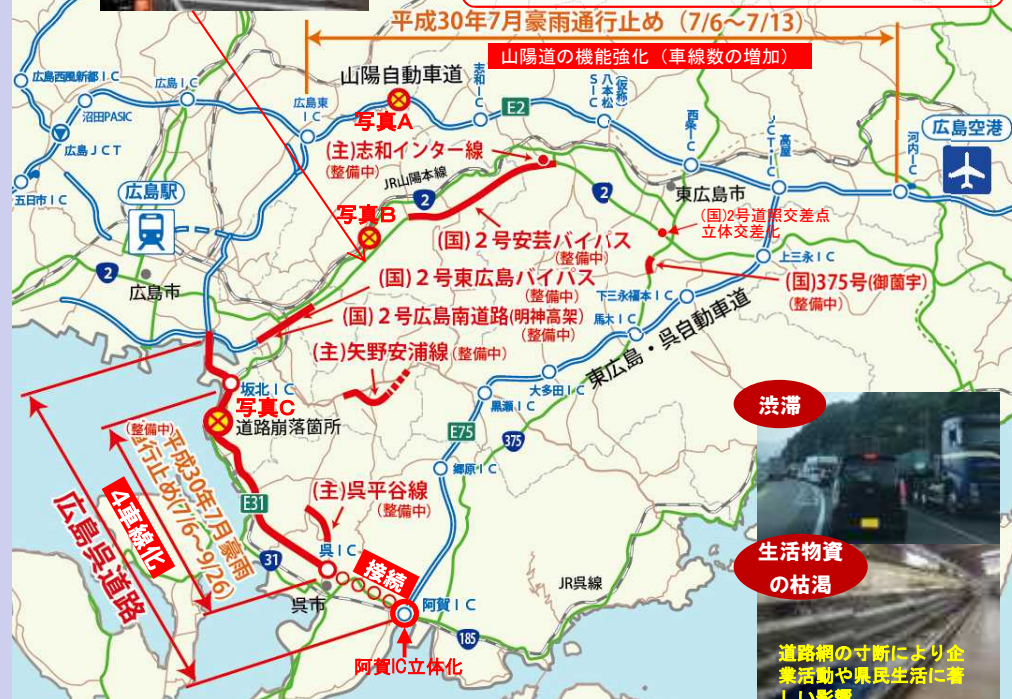 平成30年7月豪雨通行止め（7/6～7/13）
山陽道の機能強化（車線数の増加）
山陽自動車道
広島西風新都ＩＣ
広島ＩＣ
沼田PASIC
広島ＪＣＴ
五日市ＩＣ
広島東
ＩＣ
写真A
志和ＩＣ
E2
（仮称）
八本松
ＳＩＣ
西条ＩＣ
高屋
ＪＣＴ・ＩＣ
河内ＩＣ
広島空港
(主)志和インター線
(整備中)
JR山陽本線
2
2
東広島市
(国)2号道照交差点
立体交差化
広島駅
写真B
(国)２号安芸バイパス
(整備中)
上三永ＩＣ
2
広島市
(国)２号東広島バイパス
(整備中)
下三永福本ＩＣ
(国)375号(御薗宇)
(整備中)
(国)２号広島南道路(明神高架)
(整備中)
馬木ＩＣ
東広島・呉自動車道
(主)矢野安浦線(整備中)
大多田ＩＣ
坂北ＩＣ
写真C
道路崩落箇所
黒瀬ＩＣ
E75
375
郷原ＩＣ
渋滞
(整備中)
平成30年7月豪雨
行止め(7/6～9/26)
4車線化
広島呉道路
E31
(主)呉平谷線
(整備中)
31
呉ＩＣ
接続
呉市
阿賀ＩＣ
JR呉線
185
阿賀IC立体化
生活物資
の枯渇
道路網の寸断により企
業活動や県民生活に著
しい影響